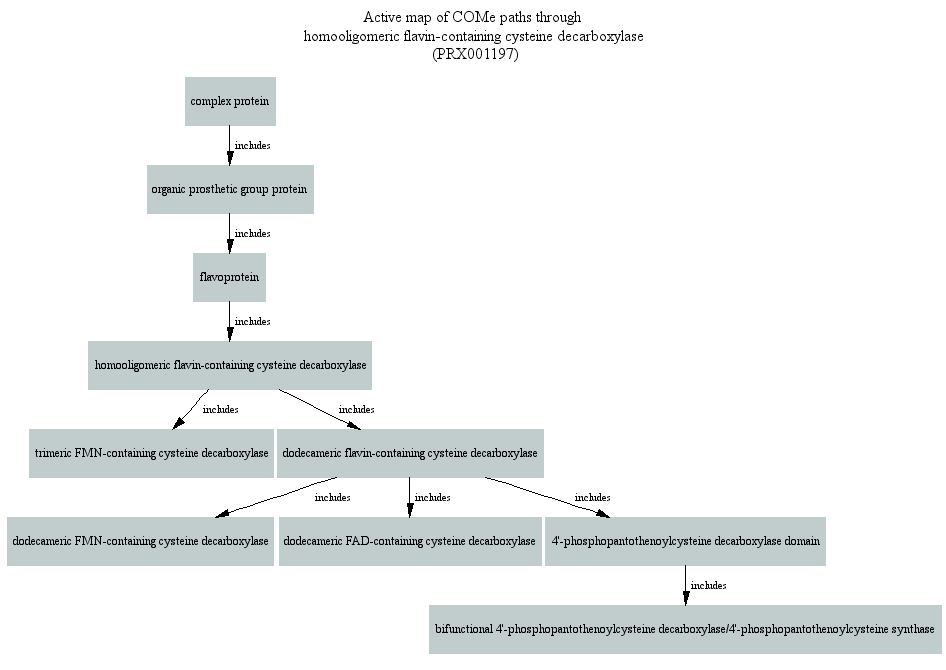 Active map of COMe paths through
homooligomeric flavin-containing cysteine decarboxylase
(PRX001197)
complex protein
includes
organic prosthetic group protein
includes
flavoprotein
includes
homooligomeric flavin-containing cysteine decarboxylase
includes
includes
trimeric FMN-containing cysteine decarboxylase
dodecameric flavin-containing cysteine decarboxylase
includes
includes
includes
dodecameric FMN-containing cysteine decarboxylase
dodecameric FAD-containing cysteine decarboxylase
4'-phosphopantothenoylcysteine decarboxylase domain
includes
bifunctional 4'-phosphopantothenoylcysteine decarboxylase/4'-phosphopantothenoylcysteine synthase